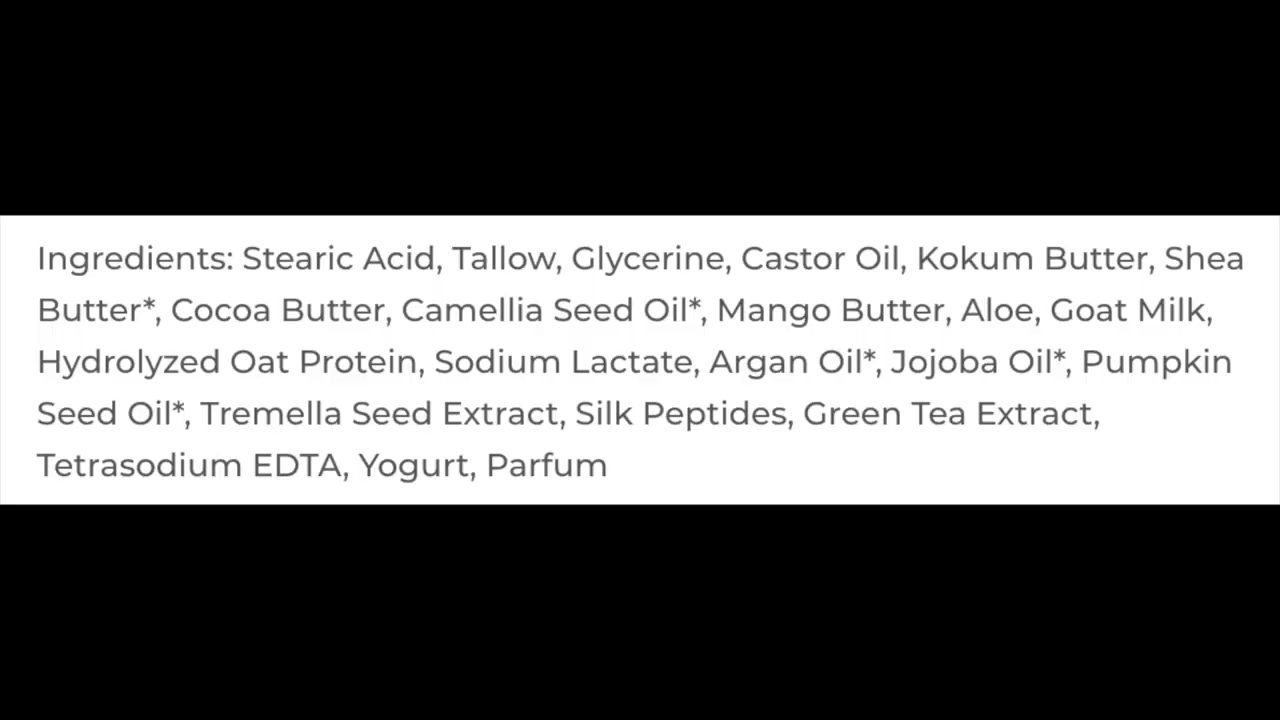 Ingredients: Stearic Acid, Tallow, Glycerine, Castor Oil, Kokum Butter, Shea
Butter*, Cocoa Butter, Camellia Seed Oil*, Mango Butter, Aloe, Goat Milk,
Hydrolyzed Oat Protein, Sodium Lactate, Argan Oil*, Jojoba Oil*, Pumpkin
Seed Oil*, Tremella Seed Extract, Silk Peptides, Green Tea Extract,
Tetrasodium EDTA, Yogurt, Parfum